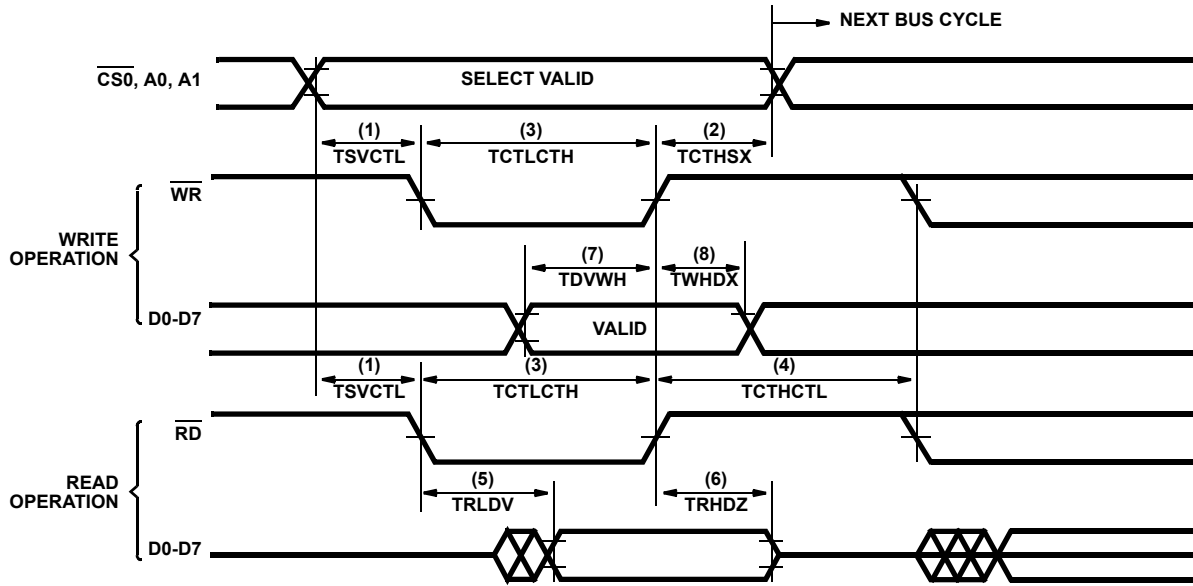 NEXT BUS CYCLE
CS0, A0, A1
SELECT VALID
(1) (3) (2)
TSVCTL TCTLCTH TCTHSX
WR
WRITE
OPERATION
(7) (8)
TDVWH TWHDX
D0-D7
VALID
(1) (3) (4)
TSVCTL TCTLCTH TCTHCTL
RD
READ
OPERATION
(5) (6)
TRLDV TRHDZ
D0-D7